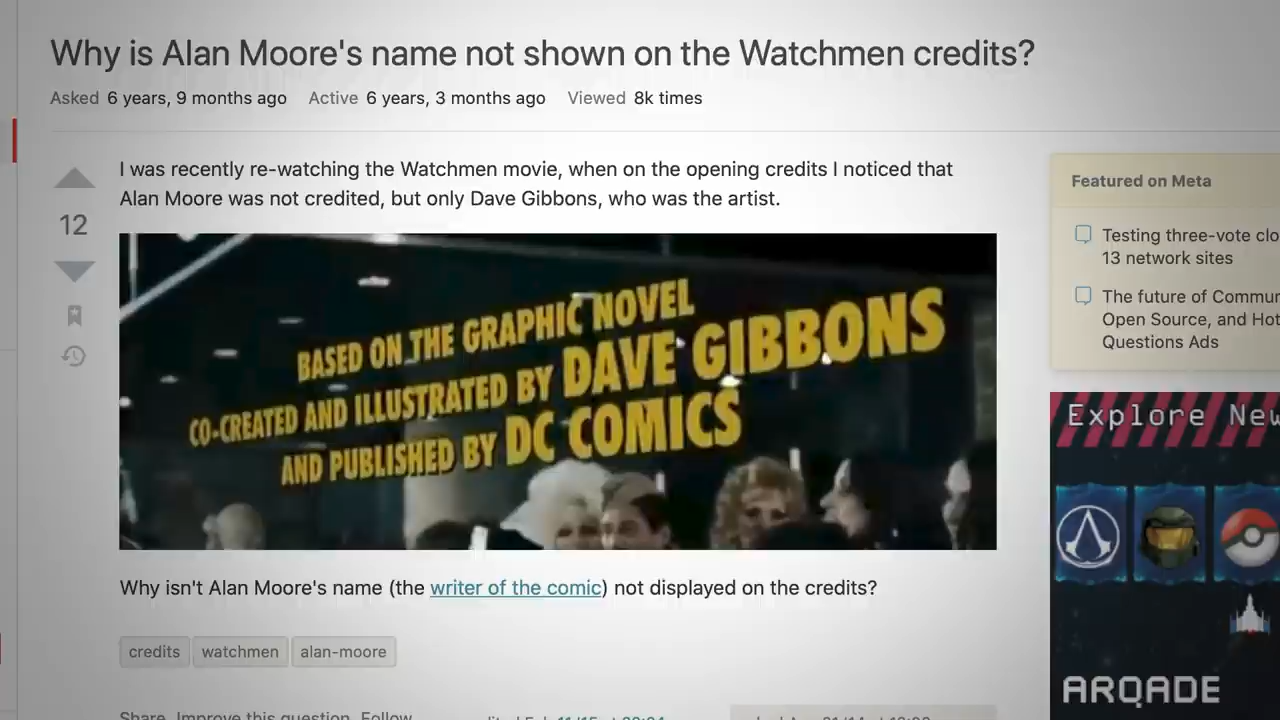 Why is Alan Moore's name not shown on the Watchmen credits?
Asked 6 years, 9 months ago Active 6 years, 3 months ago Viewed 8k times
I was recently re-watching the Watchmen movie, when on the opening credits I noticed that
Alan Moore was not credited, but only Dave Gibbons, who was the artist.
12
BASED ON THE GRAPHIC NOVEL
CO-CREATED AND ILLUSTRATED BY DAVE GIBBONS
AND PUBLISHED BY DC COMICS
Why isn't Alan Moore's name (the writer of the comic) not displayed on the credits?
credits watchmen alan-moore
Share Improve this question Follow
Featured on Meta
Testing three-vote clo
13 network sites
The future of Commun
Open Source, and Hot
Questions Ads
Explore New
ARQADE